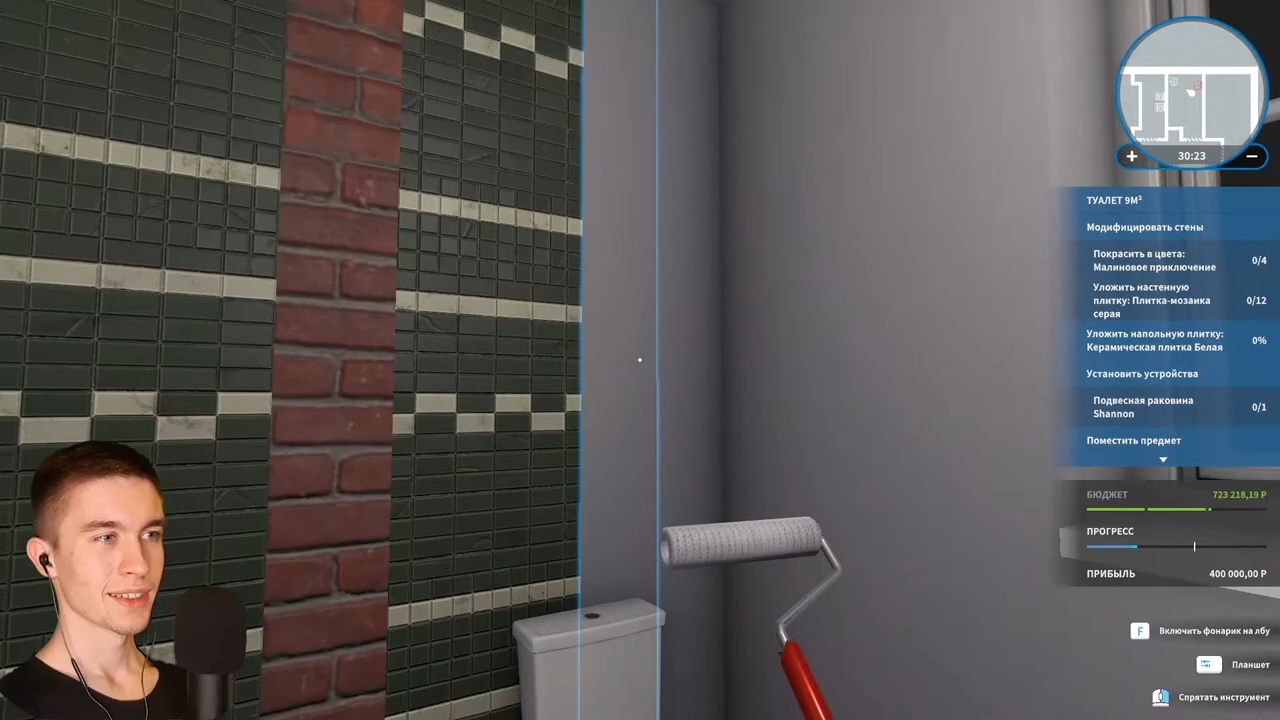 + 30:23 −
ТУАЛЕТ 9М²
Модифицировать стены
Покрасить в цвета:
Малиновое приключение
0/4
Уложить настенную
плитку: Плитка-мозаика
серая
0/12
Уложить напольную плитку:
Керамическая плитка Белая
0%
Установить устройства
Подвесная раковина
Shannon
0/1
Поместить предмет
БЮДЖЕТ 723 218,19 Р
ПРОГРЕСС
ПРИБЫЛЬ 400 000,00 Р
F Включить фонарик на лбу
Планшет
Спрятать инструмент